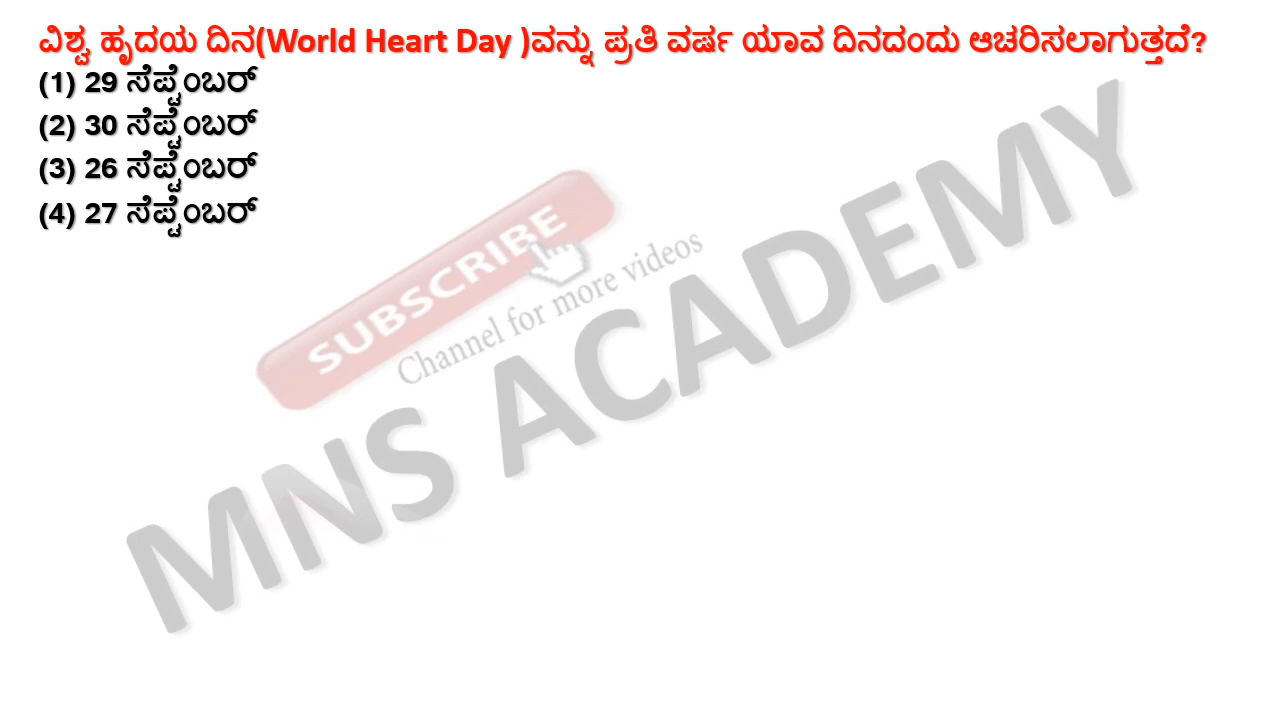 ವಿಶ್ವ ಹೃದಯ ದಿನ(World Heart Day )ವನ್ನು ಪ್ರತಿ ವರ್ಷ ಯಾವ ದಿನದಂದು ಆಚರಿಸಲಾಗುತ್ತದೆ?
(1) 29 ಸೆಪ್ಟೆಂಬರ್
(2) 30 ಸೆಪ್ಟೆಂಬರ್
(3) 26 ಸೆಪ್ಟೆಂಬರ್
(4) 27 ಸೆಪ್ಟೆಂಬರ್
SUBSCRIBE
Channel for more videos
MNS ACADEMY